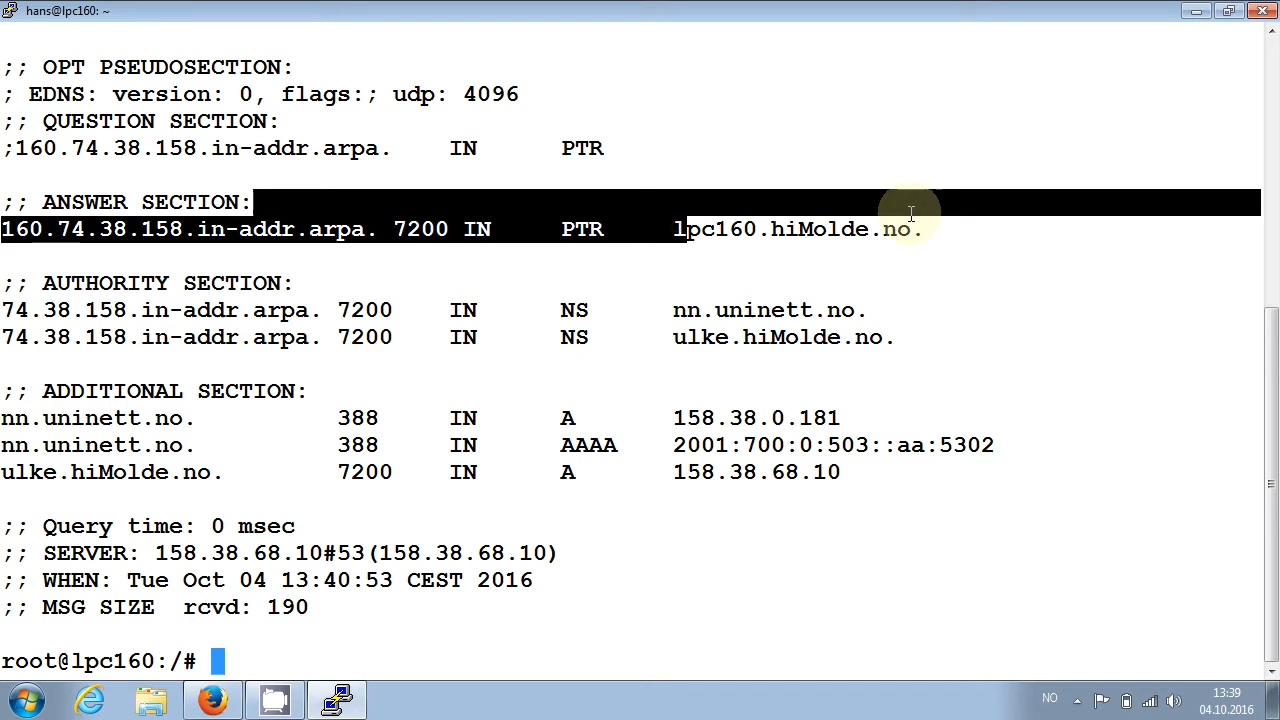 hans@lpc160: ~
;; OPT PSEUDOSECTION:
; EDNS: version: 0, flags:; udp: 4096
;; QUESTION SECTION:
;160.74.38.158.in-addr.arpa. IN PTR
;; ANSWER SECTION:
160.74.38.158.in-addr.arpa. 7200 IN PTR lpc160.hiMolde.no.
;; AUTHORITY SECTION:
74.38.158.in-addr.arpa. 7200 IN NS nn.uninett.no.
74.38.158.in-addr.arpa. 7200 IN NS ulke.hiMolde.no.
;; ADDITIONAL SECTION:
nn.uninett.no. 388 IN A 158.38.0.181
nn.uninett.no. 388 IN AAAA 2001:700:0:503::aa:5302
ulke.hiMolde.no. 7200 IN A 158.38.68.10
;; Query time: 0 msec
;; SERVER: 158.38.68.10#53(158.38.68.10)
;; WHEN: Tue Oct 04 13:40:53 CEST 2016
;; MSG SIZE rcvd: 190
root@lpc160:/#
NO
13:39
04.10.2016